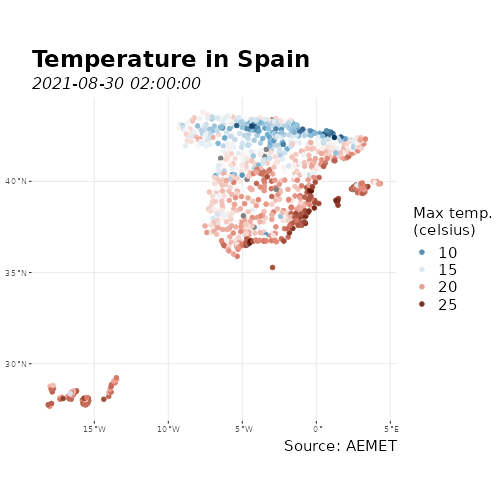 Temperature in Spain
2021-08-30 02:00:00
40°N
35°N
30°N
15°W
10°W
5°W
0°
5°E
Max temp.
(celsius)
10
15
20
25
Source: AEMET